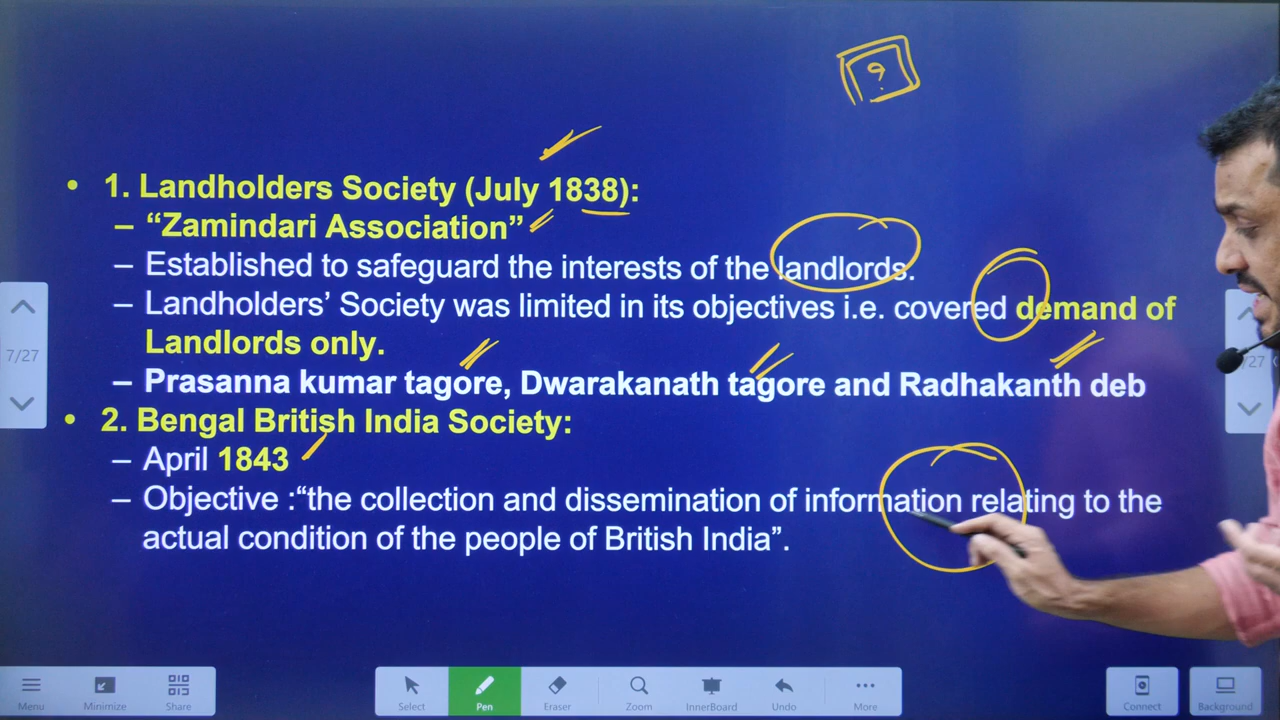 ?
• 1. Landholders Society (July 1838):
– “Zamindari Association”
– Established to safeguard the interests of the landlords.
– Landholders’ Society was limited in its objectives i.e. covered demand of
Landlords only.
– Prasanna kumar tagore, Dwarakanath tagore and Radhakanth deb
• 2. Bengal British India Society:
– April 1843
– Objective :“the collection and dissemination of information relating to the
actual condition of the people of British India”.
7/27
/27
Menu Minimize Share Select Pen Eraser Zoom InnerBoard Undo More Connect Background